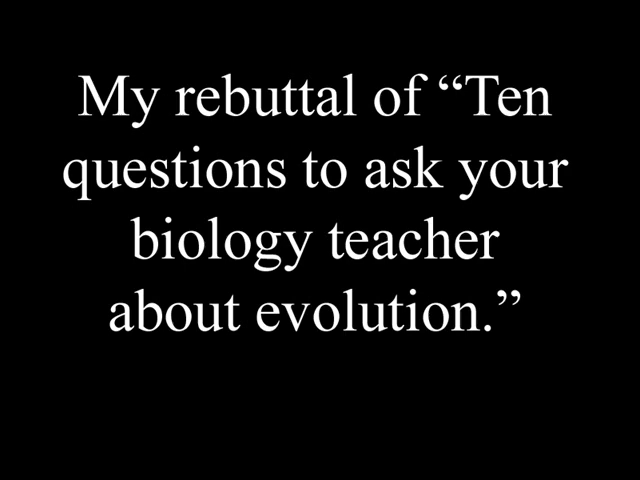 My rebuttal of “Ten
questions to ask your
biology teacher
about evolution.”